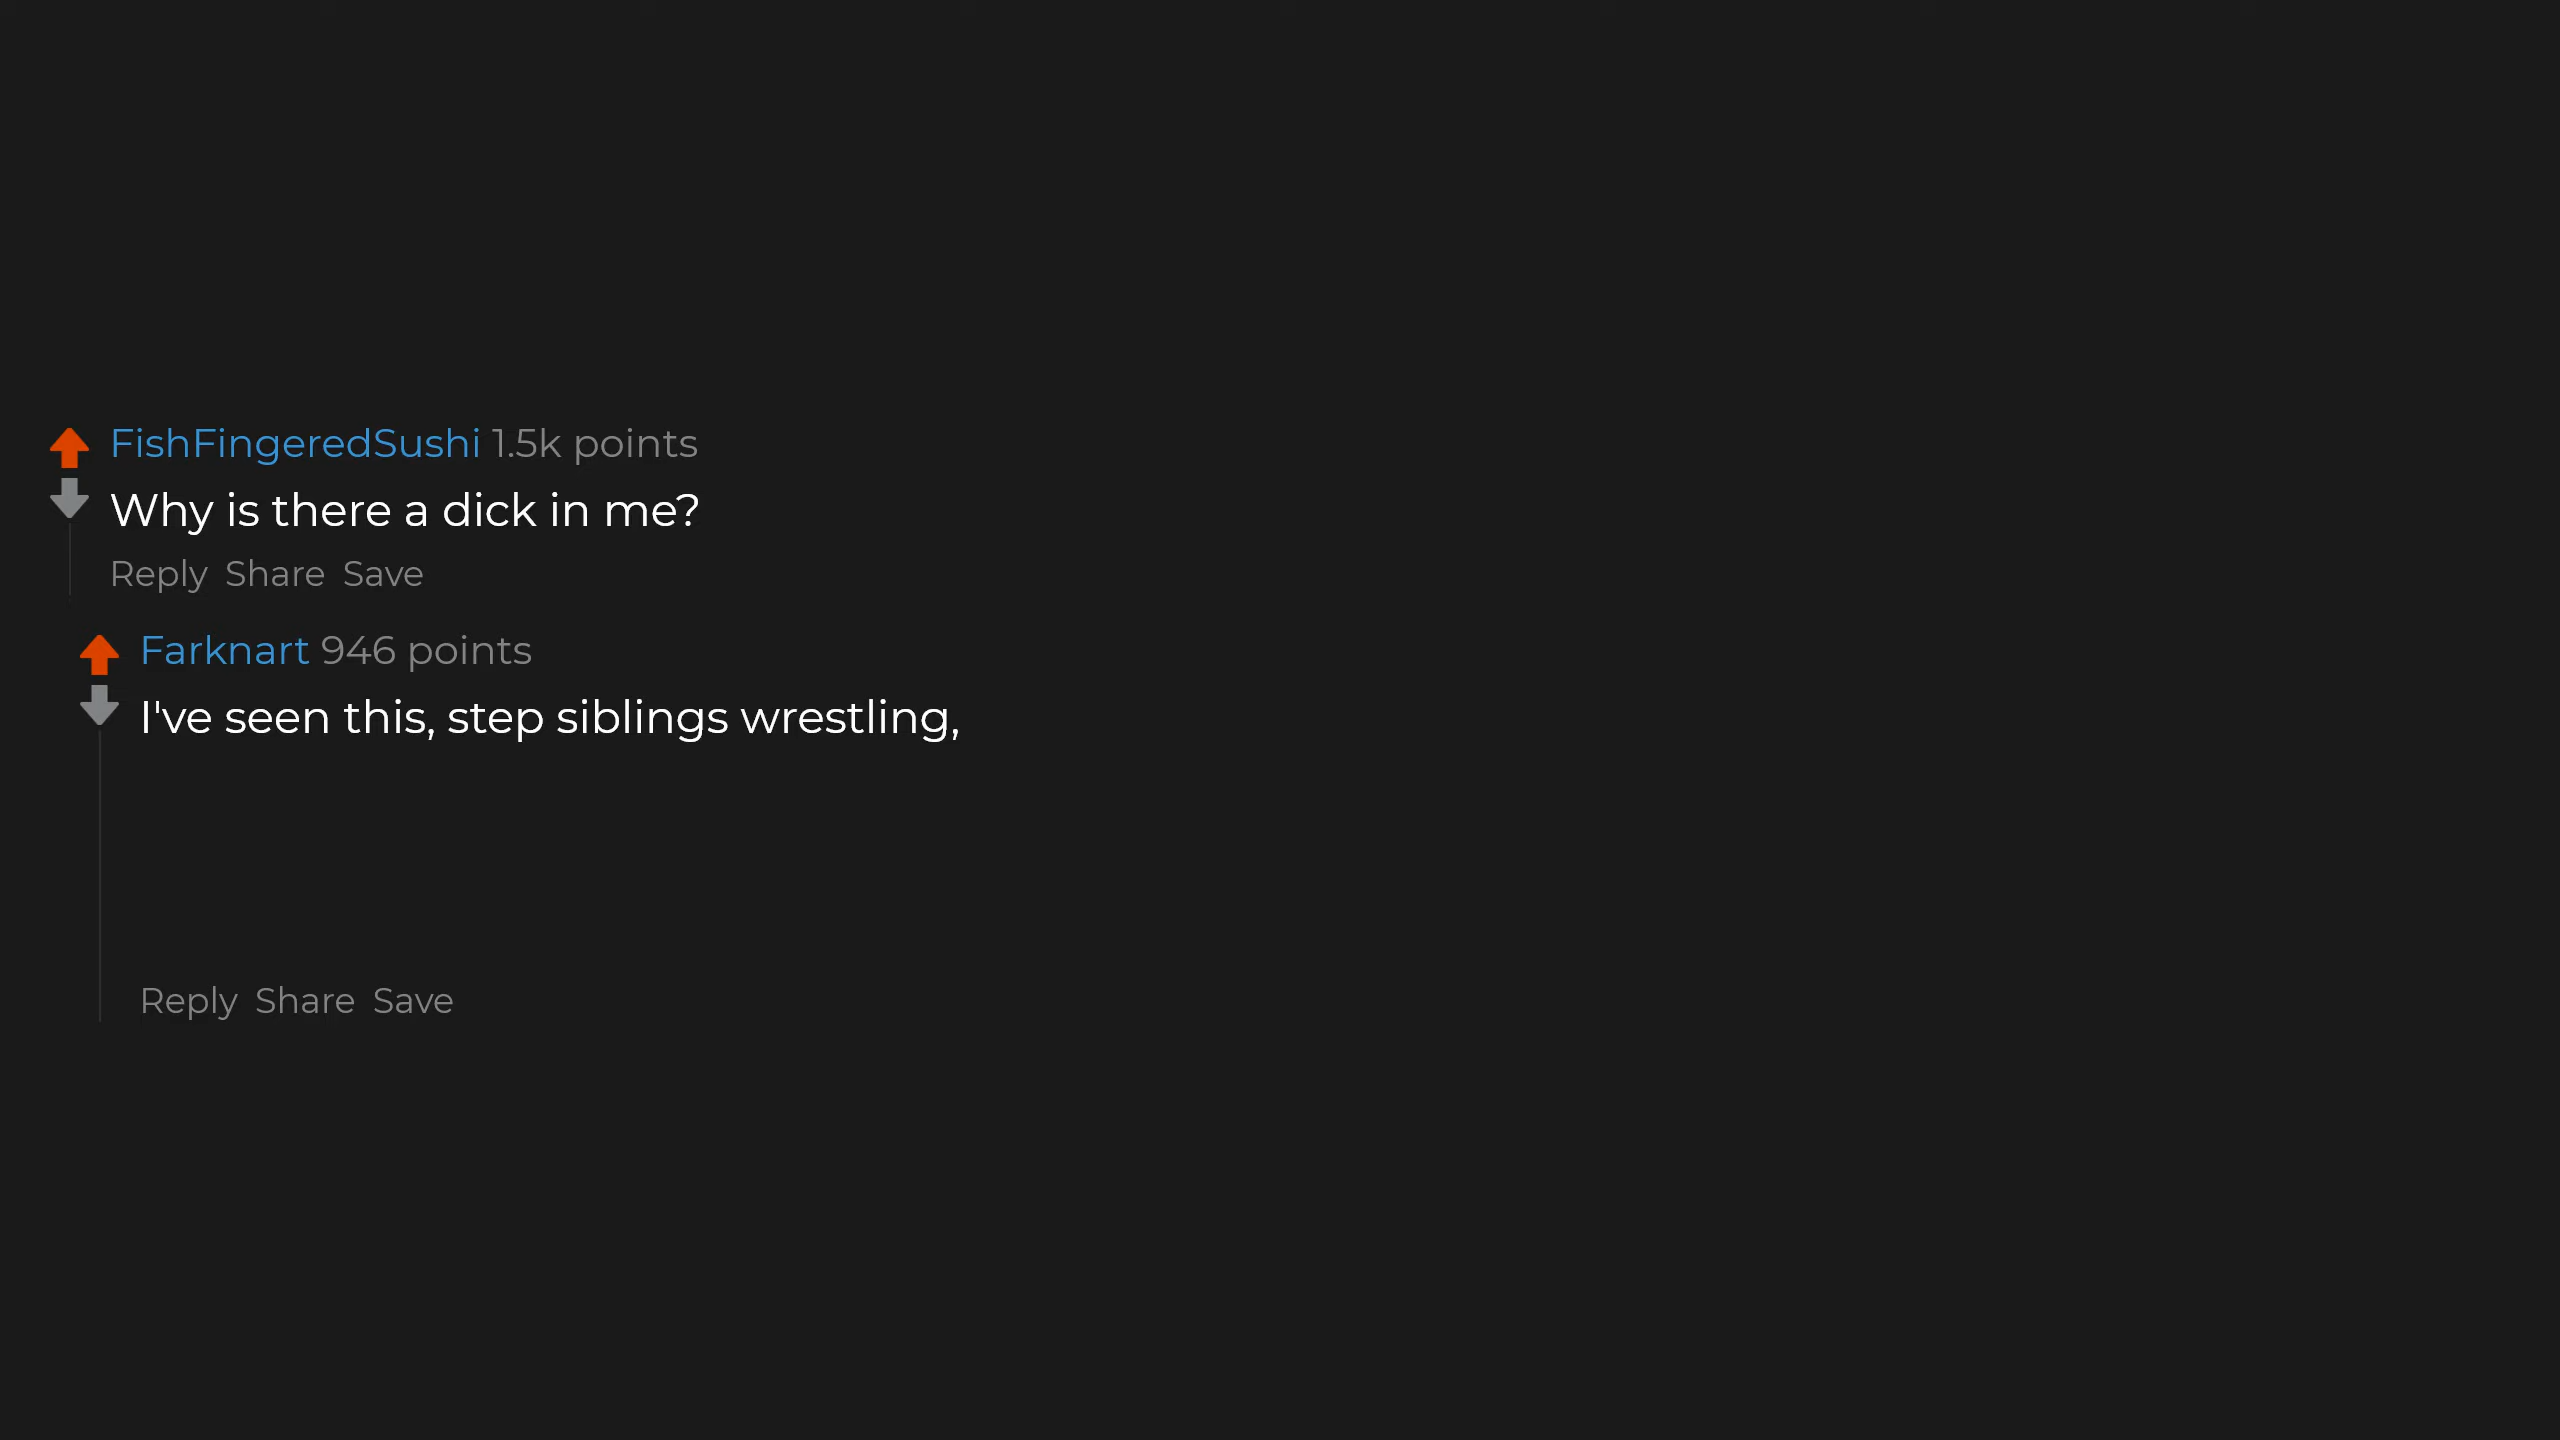 FishFingeredSushi 1.5k points
Why is there a dick in me?
Reply Share Save
Farknart 946 points
I've seen this, step siblings wrestling,
Reply Share Save